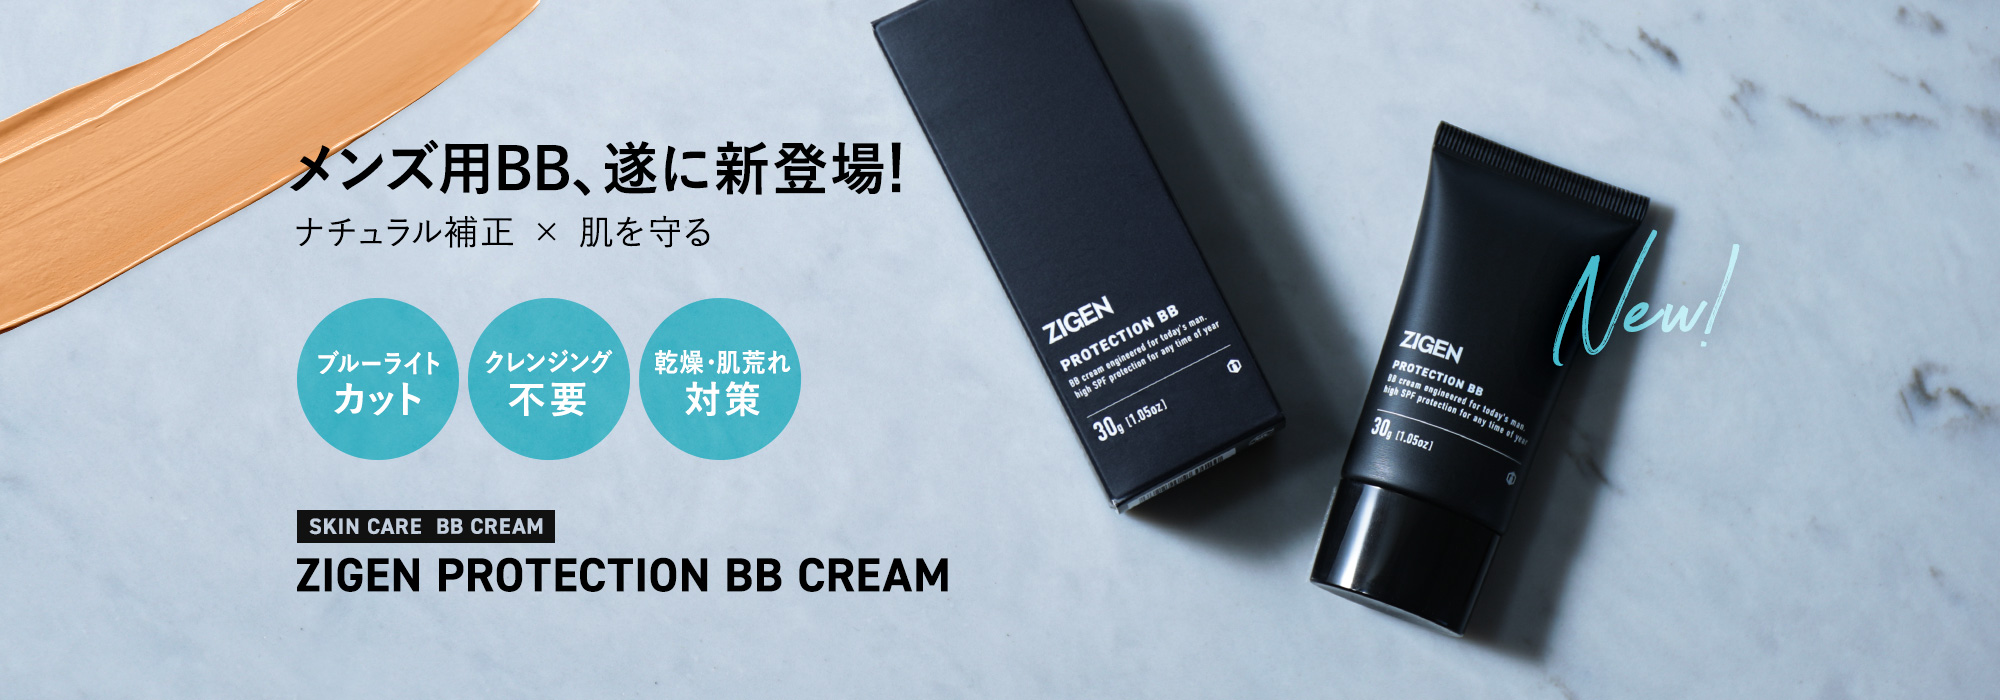 メンズ用BB、遂に新登場!
ナチュラル補正 × 肌を守る
ブルーライト
カット
クレンジング
不要
乾燥・肌荒れ
対策
SKIN CARE BB CREAM
ZIGEN PROTECTION BB CREAM
ZIGEN
PROTECTION BB
BB cream engineered for today's man.
high SPF protection for any time of year
30g [1.05oz]
New!
ZIGEN
PROTECTION BB
BB cream engineered for today's man.
high SPF protection for any time of year
30g [1.05oz]